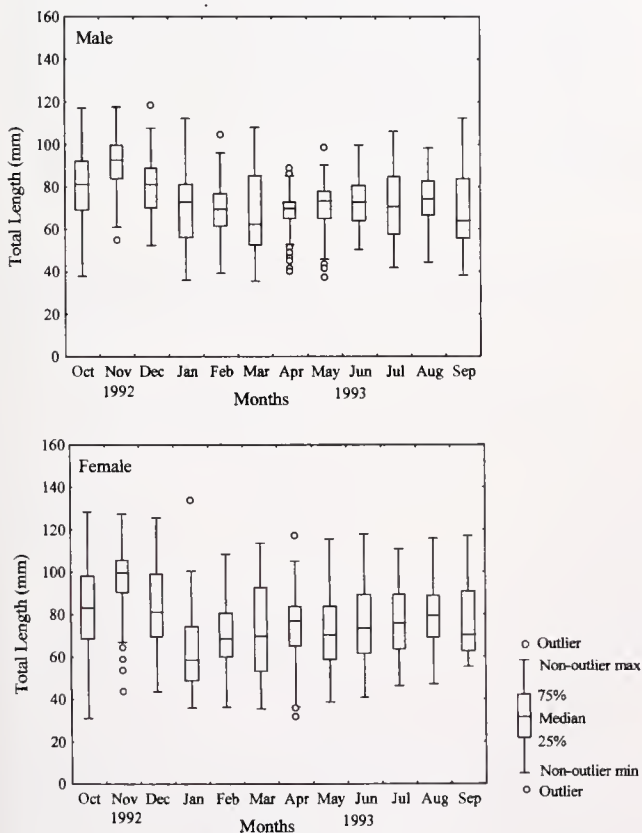 Male
160
140
120
100
80
60
40
20
0
Total Length (mm)
Oct Nov Dec Jan Feb Mar Apr May Jun Jul Aug Sep
1992 Months 1993
Female
160
140
120
100
80
60
40
20
0
Total Length (mm)
Oct Nov Dec Jan Feb Mar Apr May Jun Jul Aug Sep
1992 Months 1993
Outlier
Non-outlier max
75%
Median
25%
Non-outlier min
Outlier